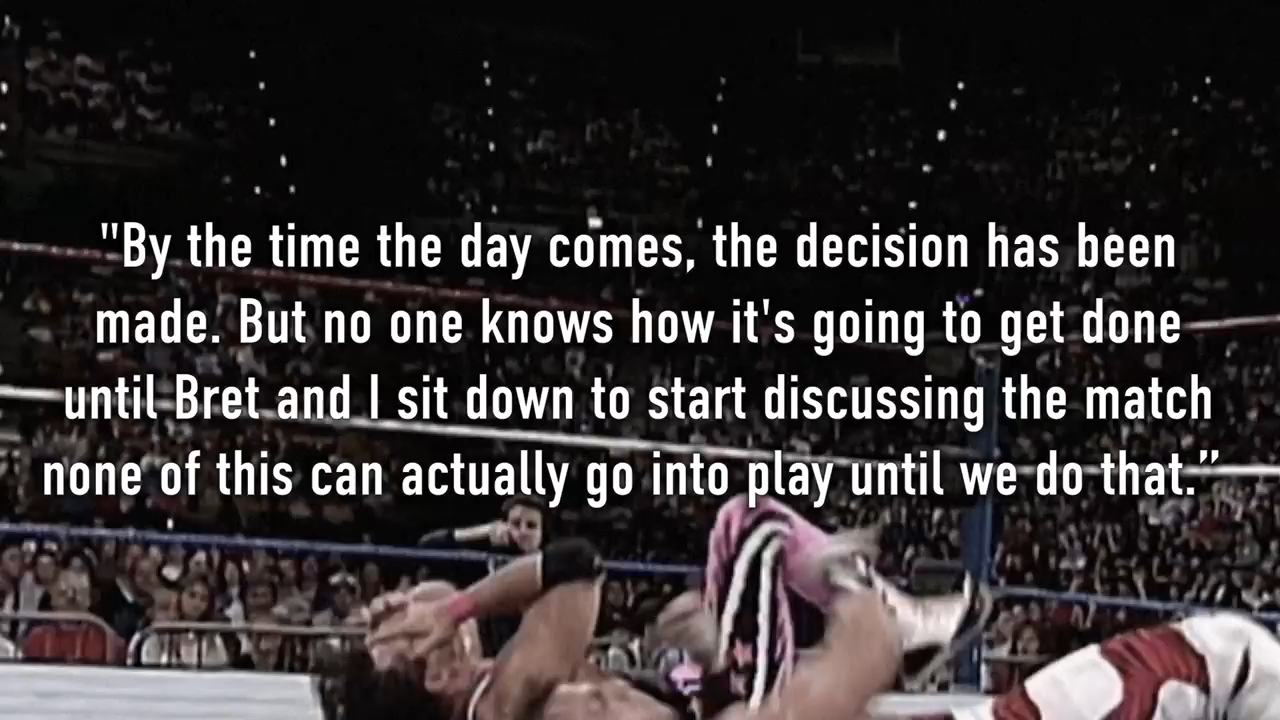 "By the time the day comes, the decision has been
made. But no one knows how it's going to get done
until Bret and I sit down to start discussing the match
none of this can actually go into play until we do that.”